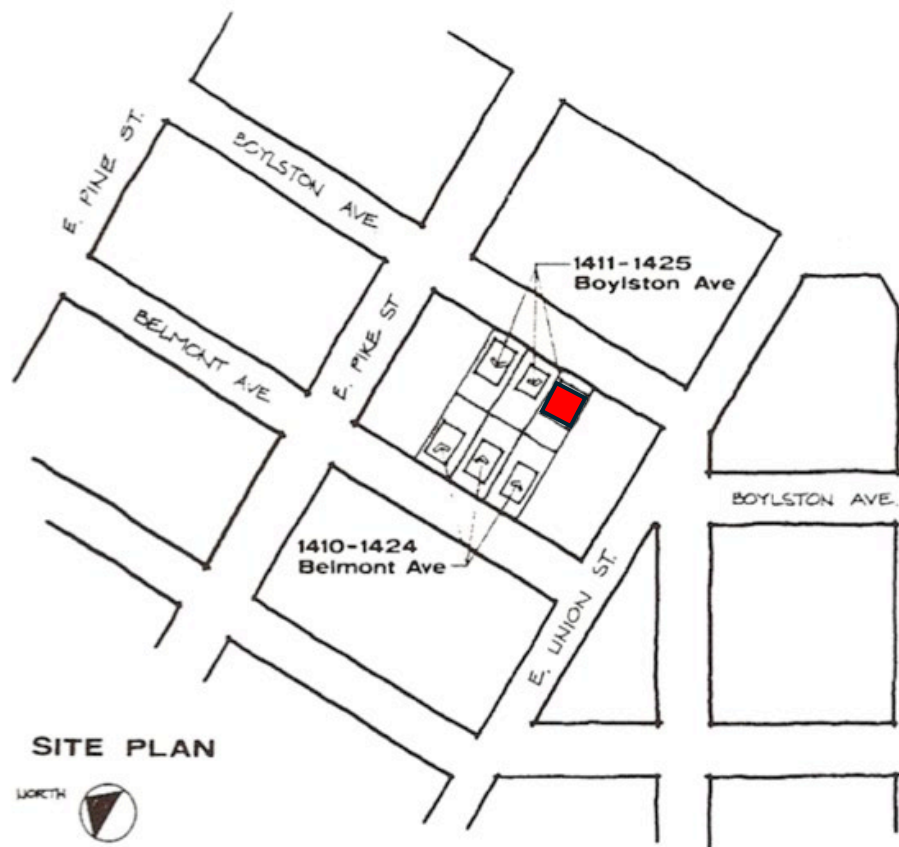 E. PINE ST.
BOYLSTON AVE.
1411-1425
Boylston Ave
BELMONT AVE
E. PIKE ST
BOYLSTON AVE.
1410-1424
Belmont Ave
E. UNION ST.
SITE PLAN
NORTH